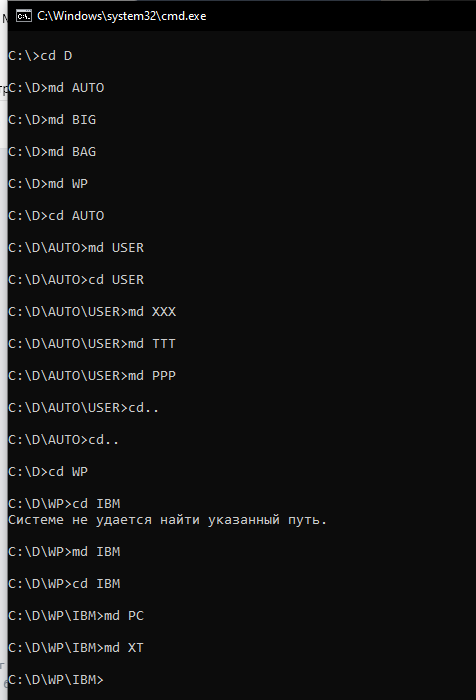 C:\Windows\system32\cmd.exe
C:\>cd D
C:\D>md AUTO
C:\D>md BIG
C:\D>md BAG
C:\D>md WP
C:\D>cd AUTO
C:\D\AUTO>md USER
C:\D\AUTO>cd USER
C:\D\AUTO\USER>md XXX
C:\D\AUTO\USER>md TTT
C:\D\AUTO\USER>md PPP
C:\D\AUTO\USER>cd..
C:\D\AUTO>cd..
C:\D>cd WP
C:\D\WP>cd IBM
Системе не удается найти указанный путь.
C:\D\WP>md IBM
C:\D\WP>cd IBM
C:\D\WP\IBM>md PC
C:\D\WP\IBM>md XT
C:\D\WP\IBM>